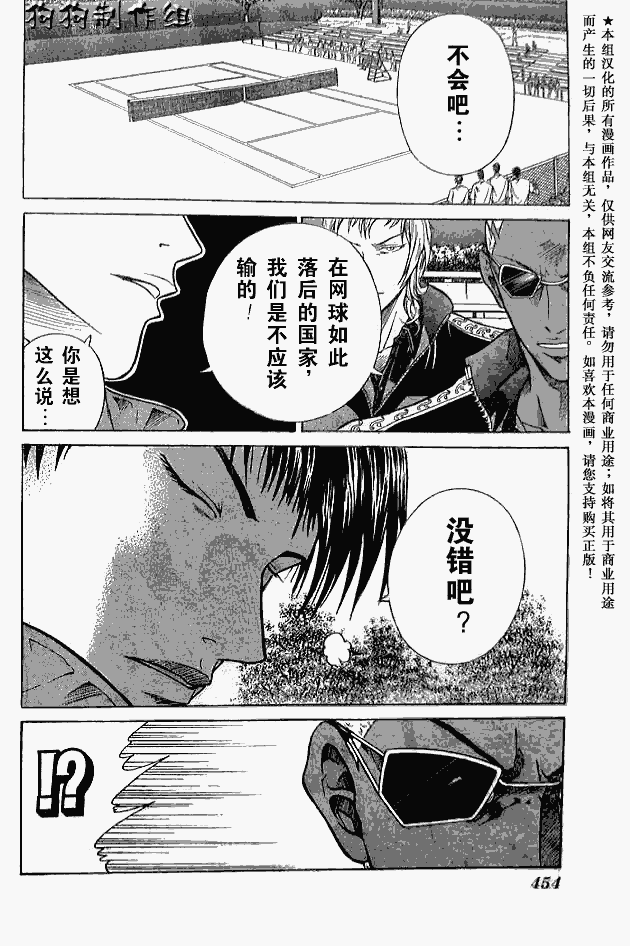 狗狗制作组
★本组汉化的所有漫画作品，仅供网友交流参考，请勿用于任何商业用途；如将其用于商业用途
而产生的一切后果，与本组无关，本组不负任何责任。如喜欢本漫画，请您支持购买正版！
不会吧…
在网球如此
落后的国家，
我们是不应该
输的！
你是想
这么说…
没错吧？
!?
454